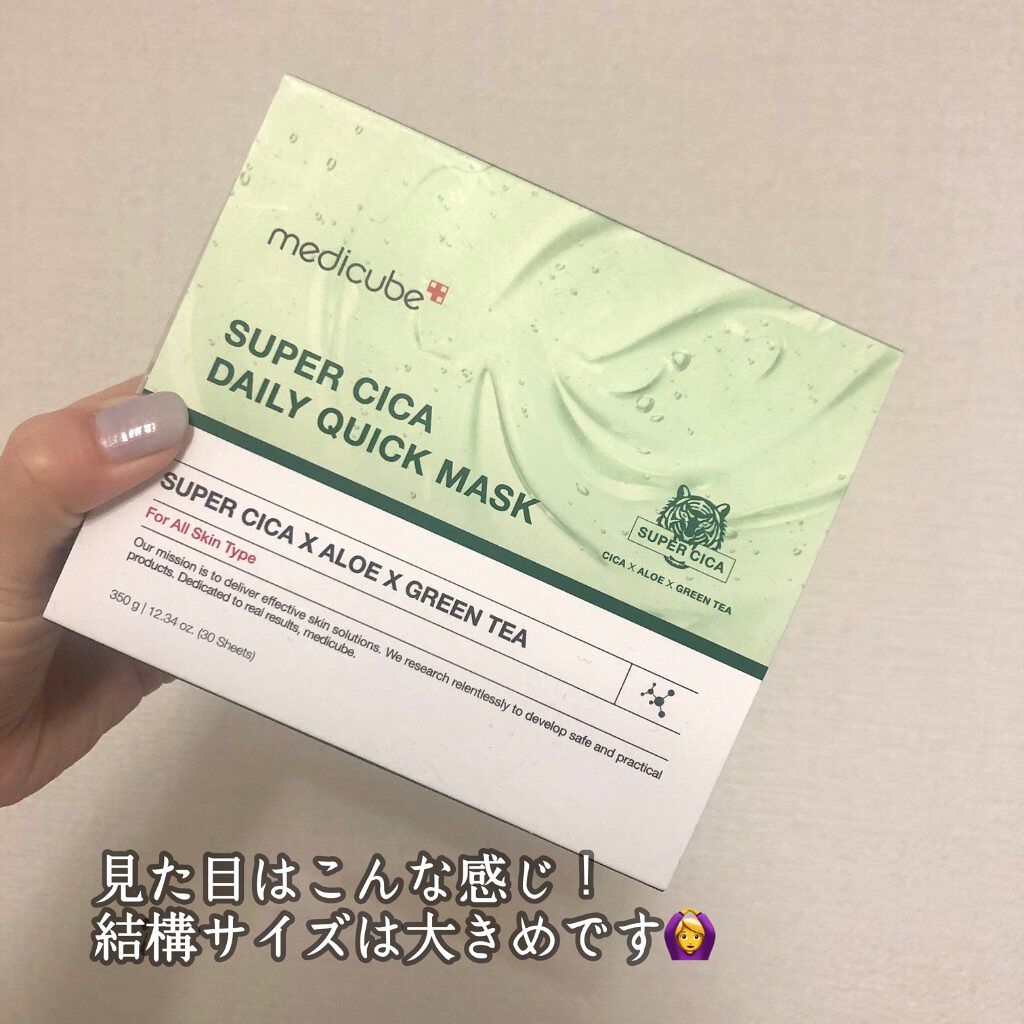 medicube
SUPER CICA
DAILY QUICK MASK
SUPER CICA
CICA X ALOE X GREEN TEA
SUPER CICA X ALOE X GREEN TEA
For All Skin Type
Our mission is to deliver effective skin solutions. We research relentlessly to develop safe and practical
products. Dedicated to real results, medicube.
350 g / 12.34 oz. (30 Sheets)
見た目はこんな感じ！
結構サイズは大きめです🙆